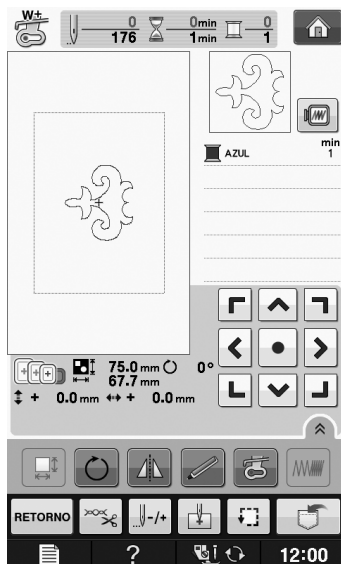 W+
0 0min 0
176 1min 1
min
AZUL 1
75.0 mm 0°
67.7 mm
+ 0.0 mm + 0.0 mm
RETORNO -/+
? 12:00